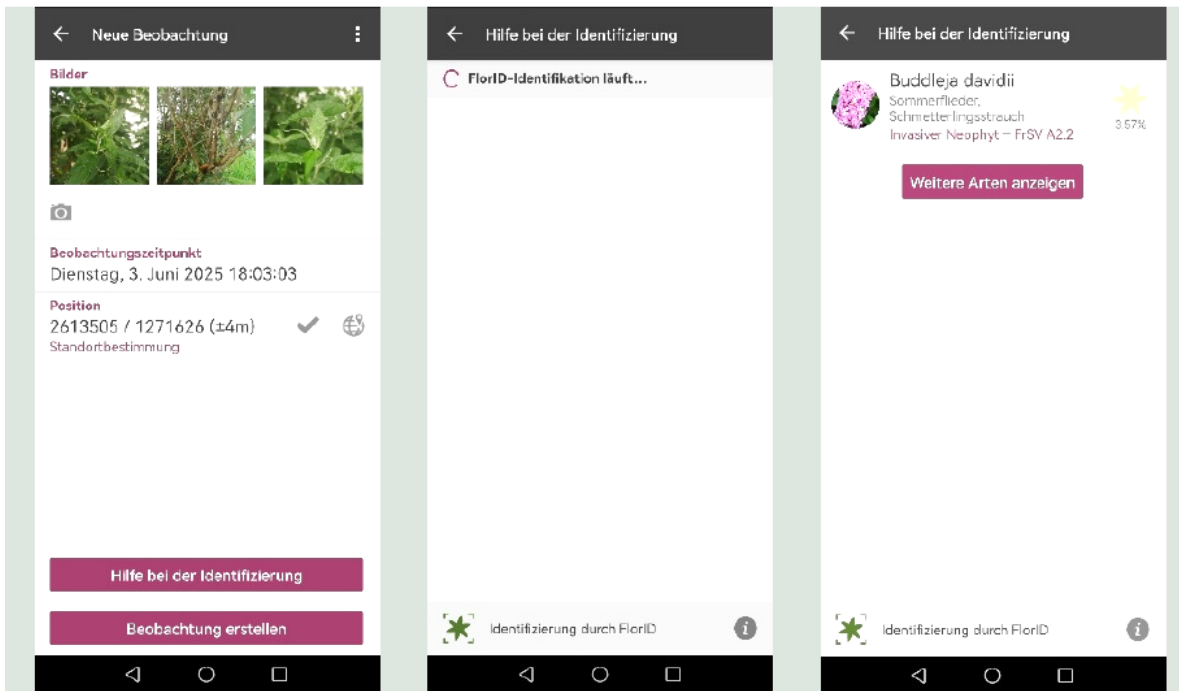 Neue Beobachtung
Bilder
Beobachtungszeitpunkt
Dienstag, 3. Juni 2025 18:03:03
Position
2613505 / 1271626 (±4m)
Standortbestimmung
Hilfe bei der Identifizierung
Beobachtung erstellen
Hilfe bei der Identifizierung
FlorID-Identifikation läuft...
Identifizierung durch FlorID
Hilfe bei der Identifizierung
Buddleja davidii
Sommerflieder,
Schmetterlingsstrauch
Invasiver Neophyt – FrSV A2.2
3.57%
Weitere Arten anzeigen
Identifizierung durch FlorID